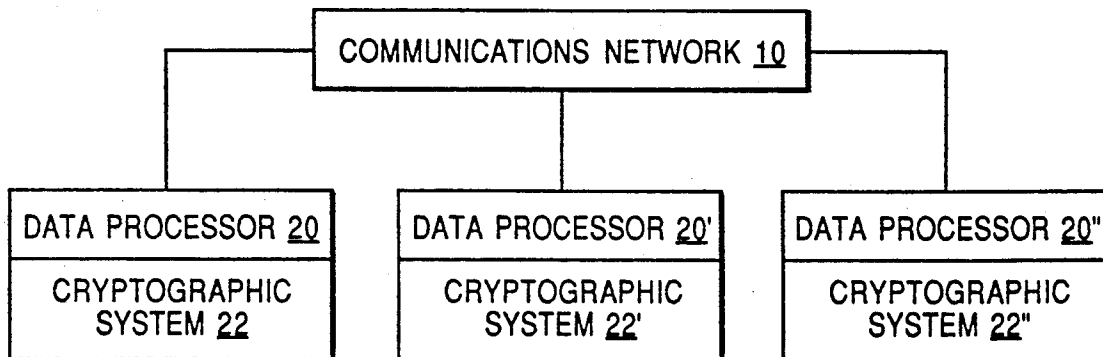 COMMUNICATIONS NETWORK 10
DATA PROCESSOR 20
DATA PROCESSOR 20'
DATA PROCESSOR 20"
CRYPTOGRAPHIC
SYSTEM 22
CRYPTOGRAPHIC
SYSTEM 22'
CRYPTOGRAPHIC
SYSTEM 22"